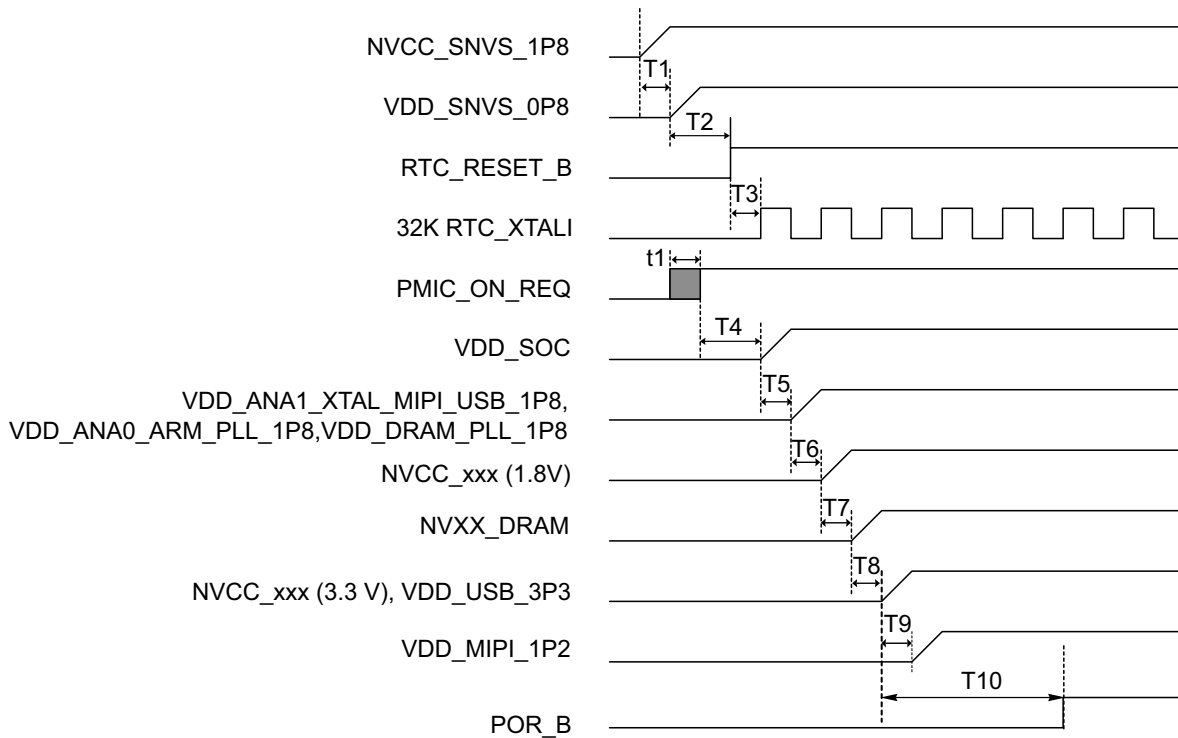 NVCC_SNVS_1P8
T1
VDD_SNVS_0P8
T2
RTC_RESET_B
T3
32K RTC_XTALI
t1
PMIC_ON_REQ
T4
VDD_SOC
T5
VDD_ANA1_XTAL_MIPI_USB_1P8,
VDD_ANA0_ARM_PLL_1P8,VDD_DRAM_PLL_1P8
T6
NVCC_xxx (1.8V)
T7
NVXX_DRAM
T8
NVCC_xxx (3.3 V), VDD_USB_3P3
T9
VDD_MIPI_1P2
T10
POR_B